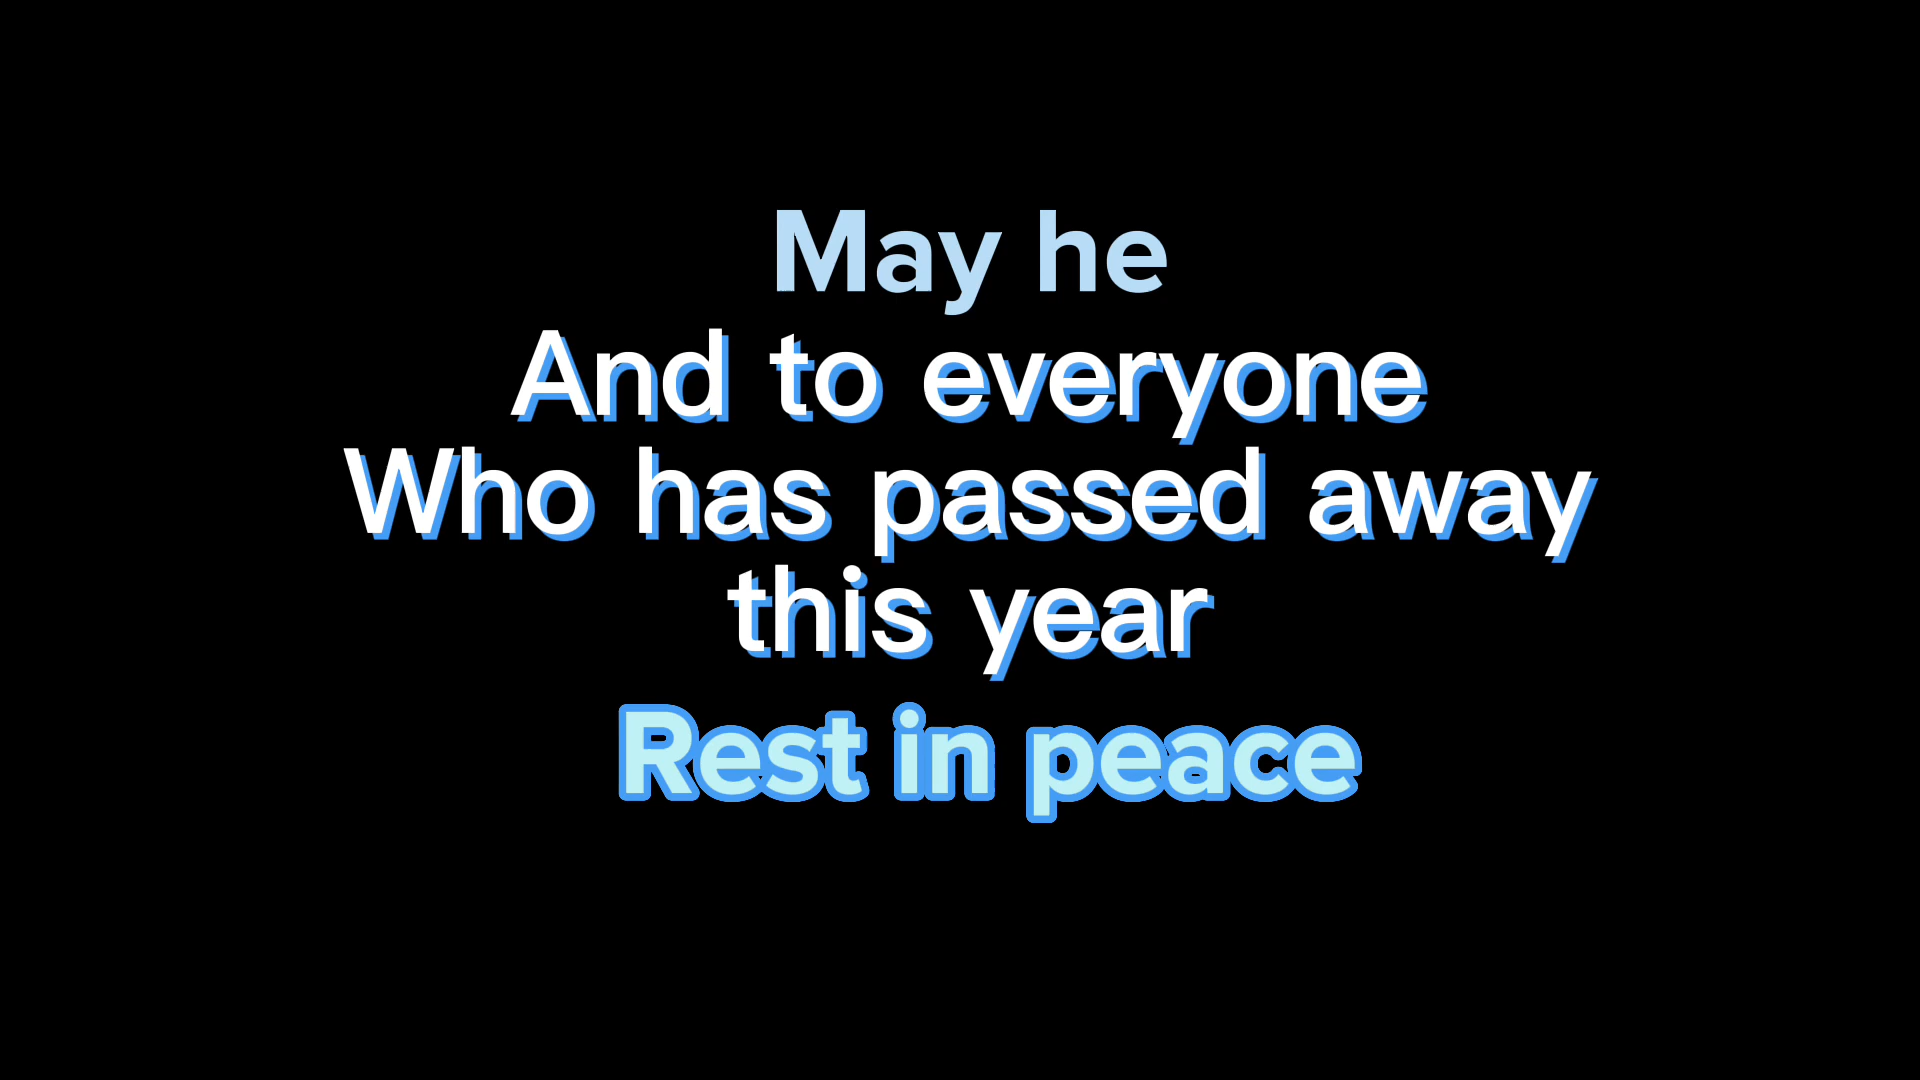 May he
And to everyone
Who has passed away
this year
Rest in peace